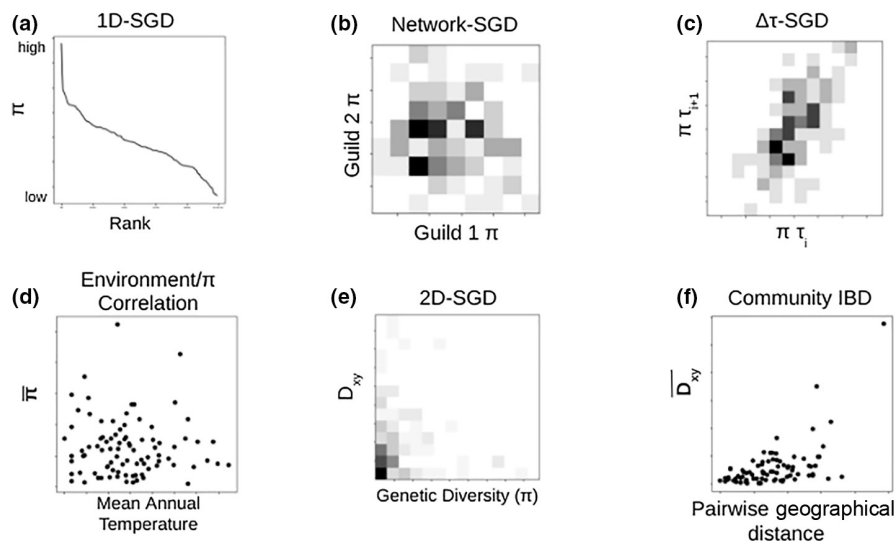 (a)
1D-SGD
high
π
low
Rank
(b)
Network-SGD
Guild 2 π
Guild 1 π
(c)
Δτ-SGD
π τi+1
π τi
(d)
Environment/π
Correlation
π̅
Mean Annual
Temperature
(e)
2D-SGD
Dxy
Genetic Diversity (π)
(f)
Community IBD
D̅xy
Pairwise geographical
distance